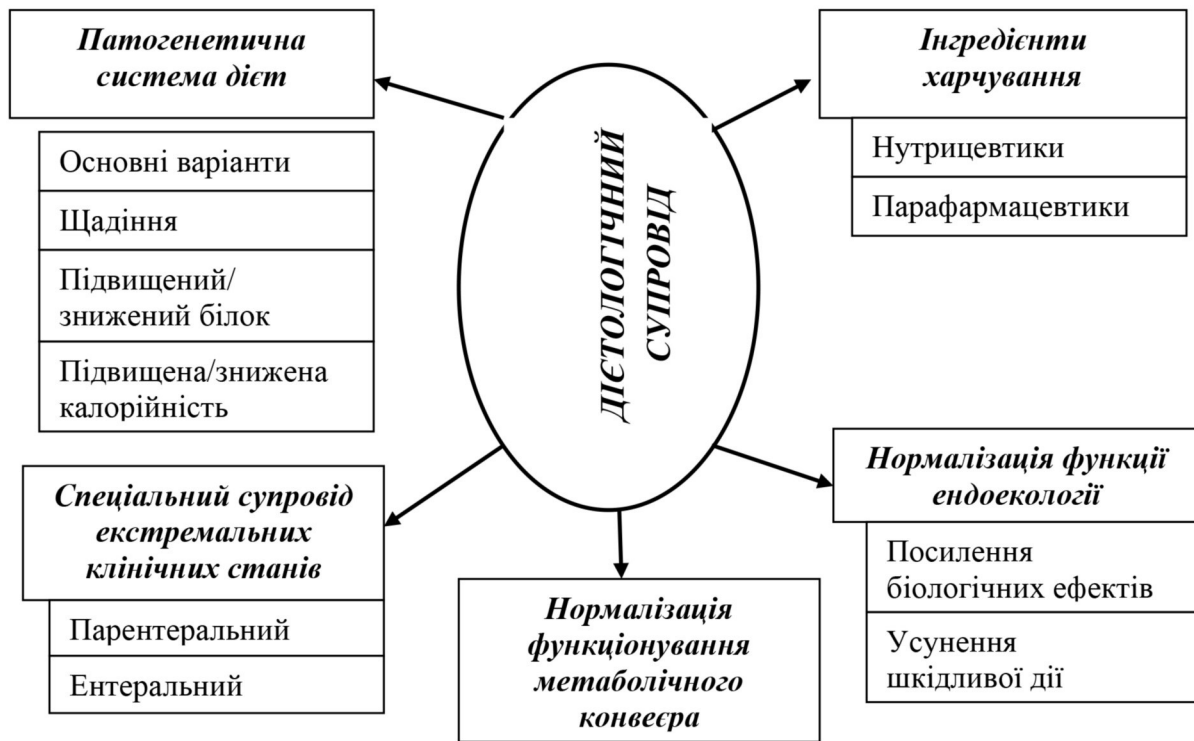 Патогенетична
система дієт
Основні варіанти
Щадіння
Підвищений/
знижений білок
Підвищена/знижена
калорійність
Спеціальний супровід
екстремальних
клінічних станів
Парентеральний
Ентеральний
ДІЄТОЛОГІЧНИЙ
СУПРОВІД
Нормалізація
функціонування
метаболічного
конвеєра
Інгредієнти
харчування
Нутрицевтики
Парафармацевтики
Нормалізація функції
ендоекології
Посилення
біологічних ефектів
Усунення
шкідливої дії